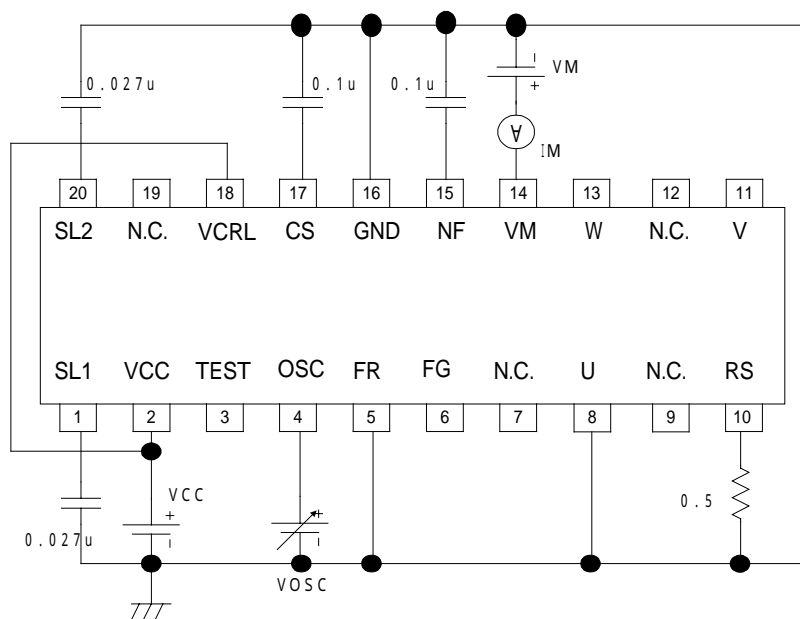 0.027u
0.1u
0.1u
VM
IM
A
20 19 18 17 16 15 14 13 12 11
SL2 N.C. VCRL CS GND NF VM W N.C. V
SL1 VCC TEST OSC FR FG N.C. U N.C. RS
1 2 3 4 5 6 7 8 9 10
VCC
0.5
0.027u
VOSC